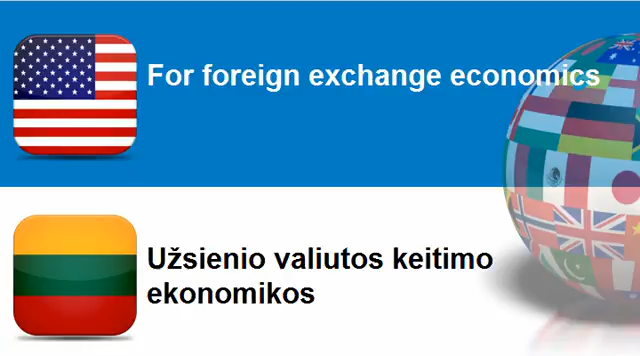 For foreign exchange economics
Užsienio valiutos keitimo
ekonomikos